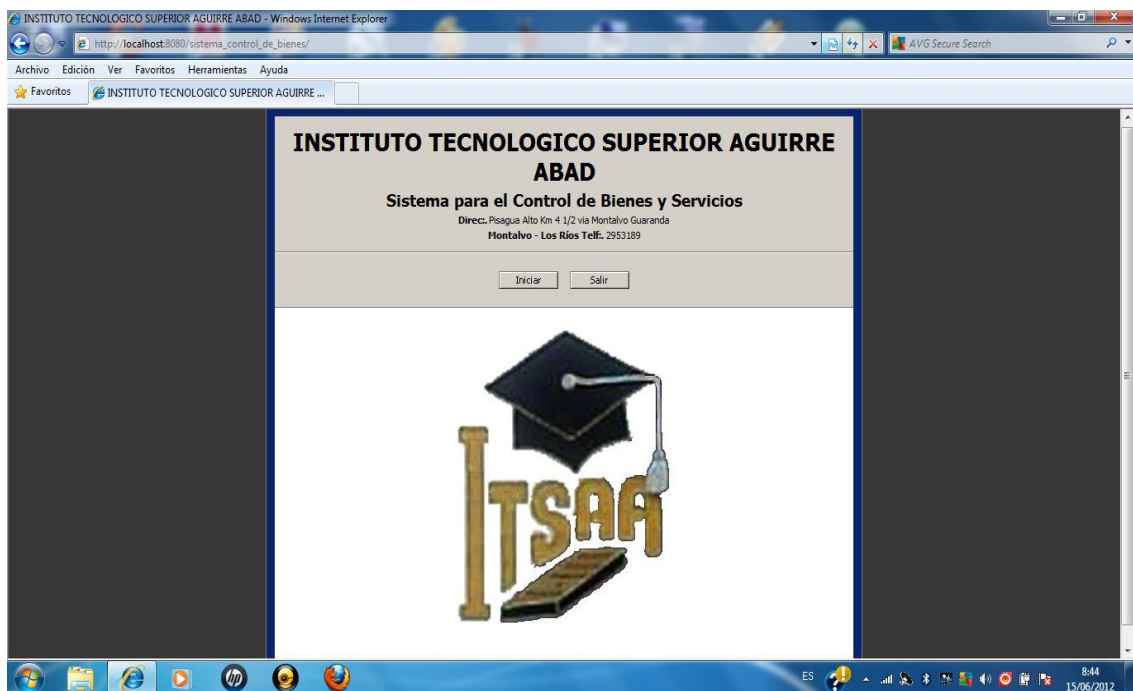 INSTITUTO TECNOLOGICO SUPERIOR AGUIRRE ABAD - Windows Internet Explorer
http://localhost:8080/sistema_control_de_bienes/
AVG Secure Search
Archivo Edición Ver Favoritos Herramientas Ayuda
Favoritos
INSTITUTO TECNOLOGICO SUPERIOR AGUIRRE ...
INSTITUTO TECNOLOGICO SUPERIOR AGUIRRE
ABAD
Sistema para el Control de Bienes y Servicios
Direc:. Pisagua Alto Km 4 1/2 via Montalvo Guaranda
Montalvo - Los Ríos Telf:. 2953189
Iniciar
Salir
ITSAA
hp
ES
8:44
15/06/2012